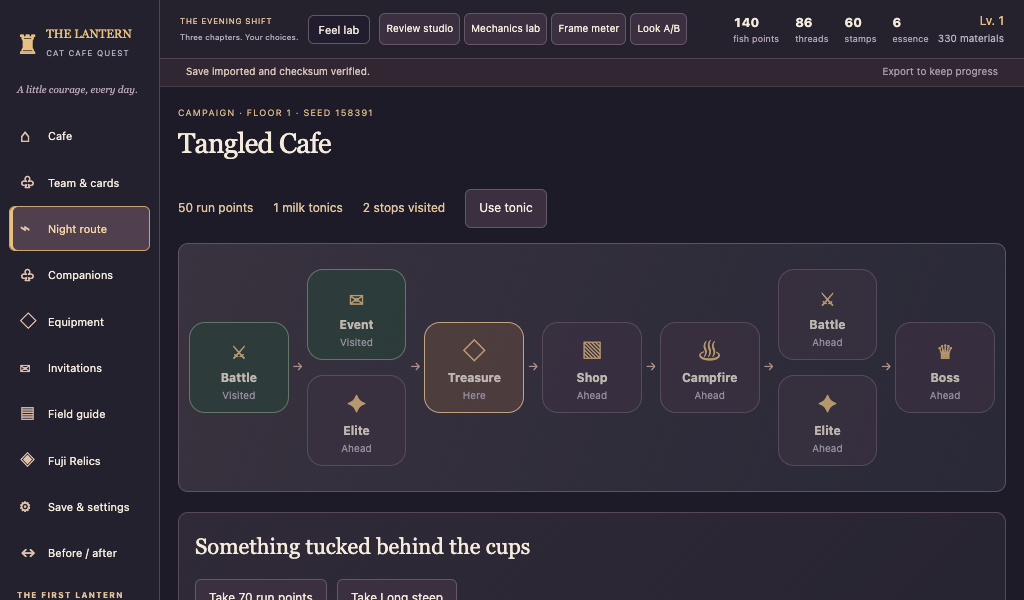 THE LANTERN
CAT CAFE QUEST
A little courage, every day.
Cafe
Team & cards
Night route
Companions
Equipment
Invitations
Field guide
Fuji Relics
Save & settings
Before / after
THE FIRST LANTERN
THE EVENING SHIFT
Three chapters. Your choices.
Feel lab
Review studio
Mechanics lab
Frame meter
Look A/B
140
fish points
86
threads
60
stamps
6
essence
Lv. 1
330 materials
Save imported and checksum verified.
Export to keep progress
CAMPAIGN · FLOOR 1 · SEED 158391
Tangled Cafe
50 run points
1 milk tonics
2 stops visited
Use tonic
Battle
Visited
Event
Visited
Elite
Ahead
Treasure
Here
Shop
Ahead
Campfire
Ahead
Battle
Ahead
Elite
Ahead
Boss
Ahead
Something tucked behind the cups
Take 70 run points
Take Long steep